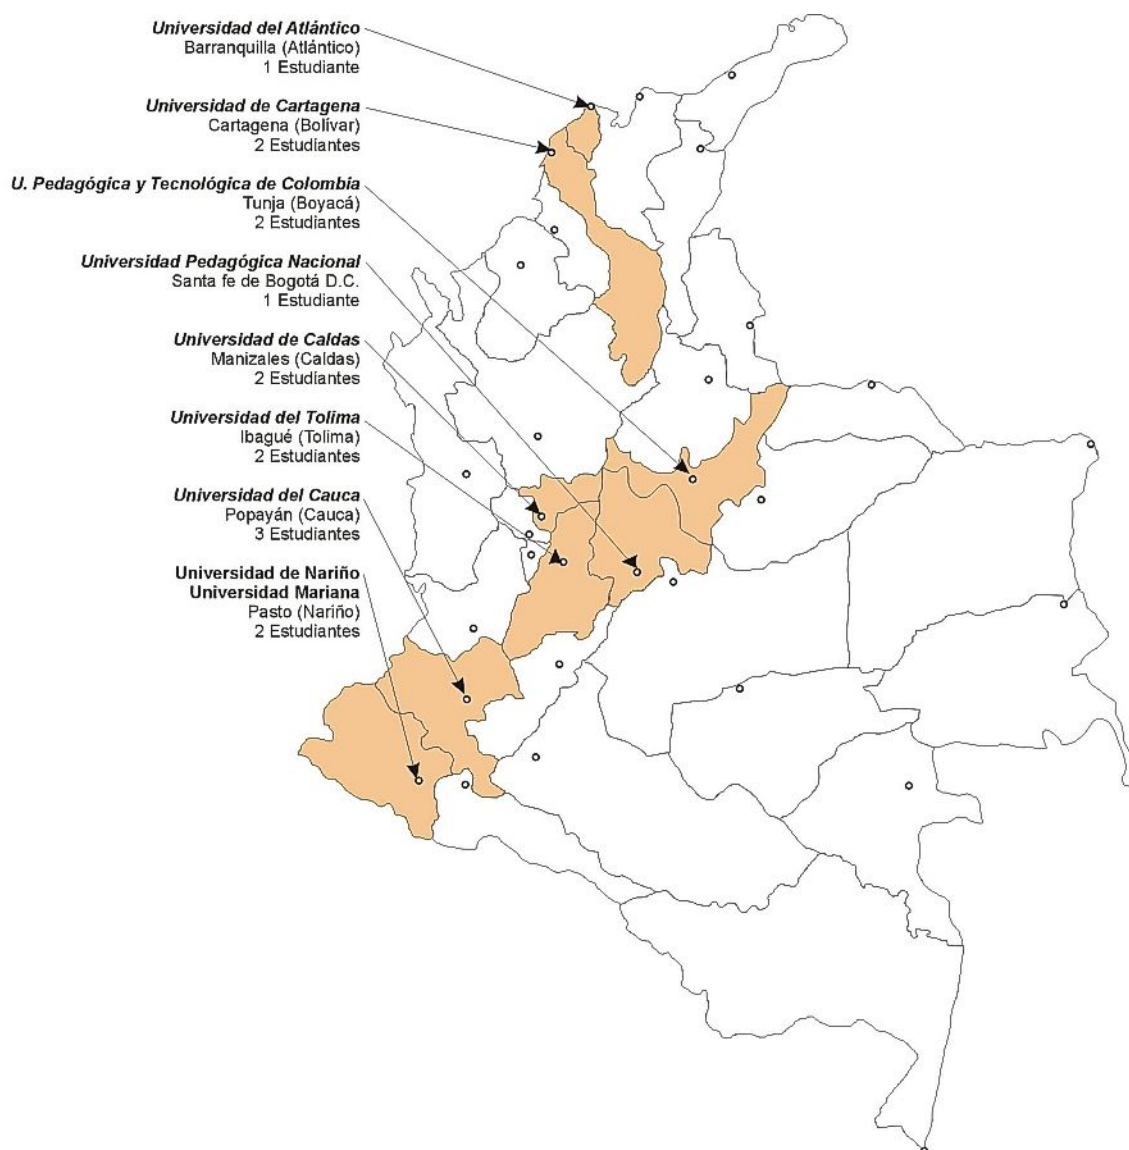 Universidad del Atlántico
Barranquilla (Atlántico)
1 Estudiante
Universidad de Cartagena
Cartagena (Bolívar)
2 Estudiantes
U. Pedagógica y Tecnológica de Colombia
Tunja (Boyacá)
2 Estudiantes
Universidad Pedagógica Nacional
Santa fe de Bogotá D.C.
1 Estudiante
Universidad de Caldas
Manizales (Caldas)
2 Estudiantes
Universidad del Tolima
Ibagué (Tolima)
2 Estudiantes
Universidad del Cauca
Popayán (Cauca)
3 Estudiantes
Universidad de Nariño
Universidad Mariana
Pasto (Nariño)
2 Estudiantes